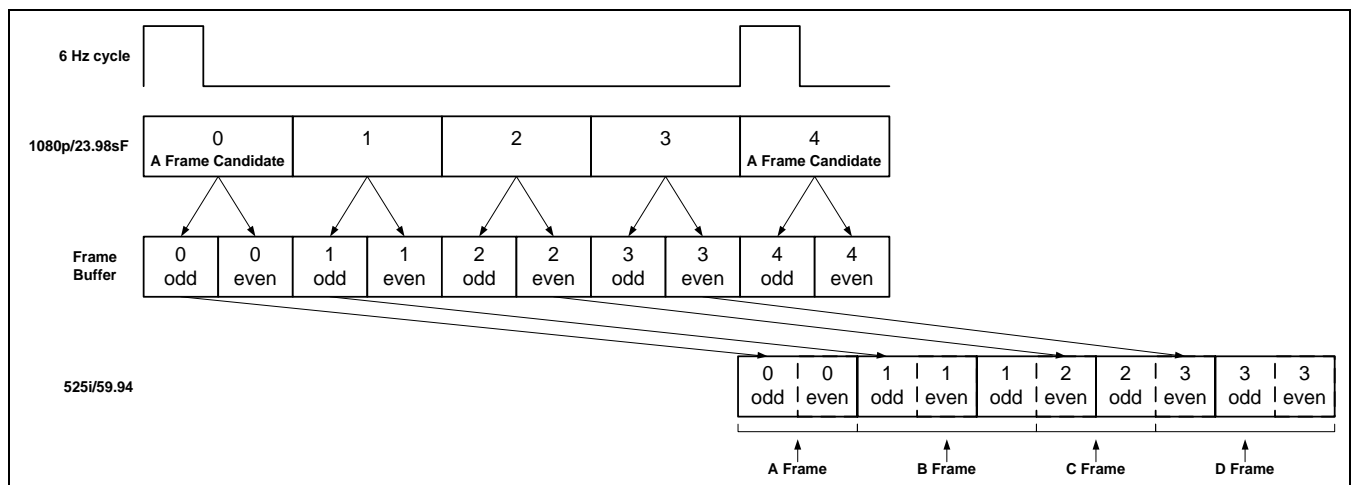 6 Hz cycle
1080p/23.98sF
0 1 2 3 4
A Frame Candidate A Frame Candidate
Frame
Buffer
0 0 1 1 2 2 3 3 4 4
odd even odd even odd even odd even odd even
525i/59.94
0 0 1 1 1 2 2 3 3 3
odd even odd even odd even odd even odd even
A Frame B Frame C Frame D Frame